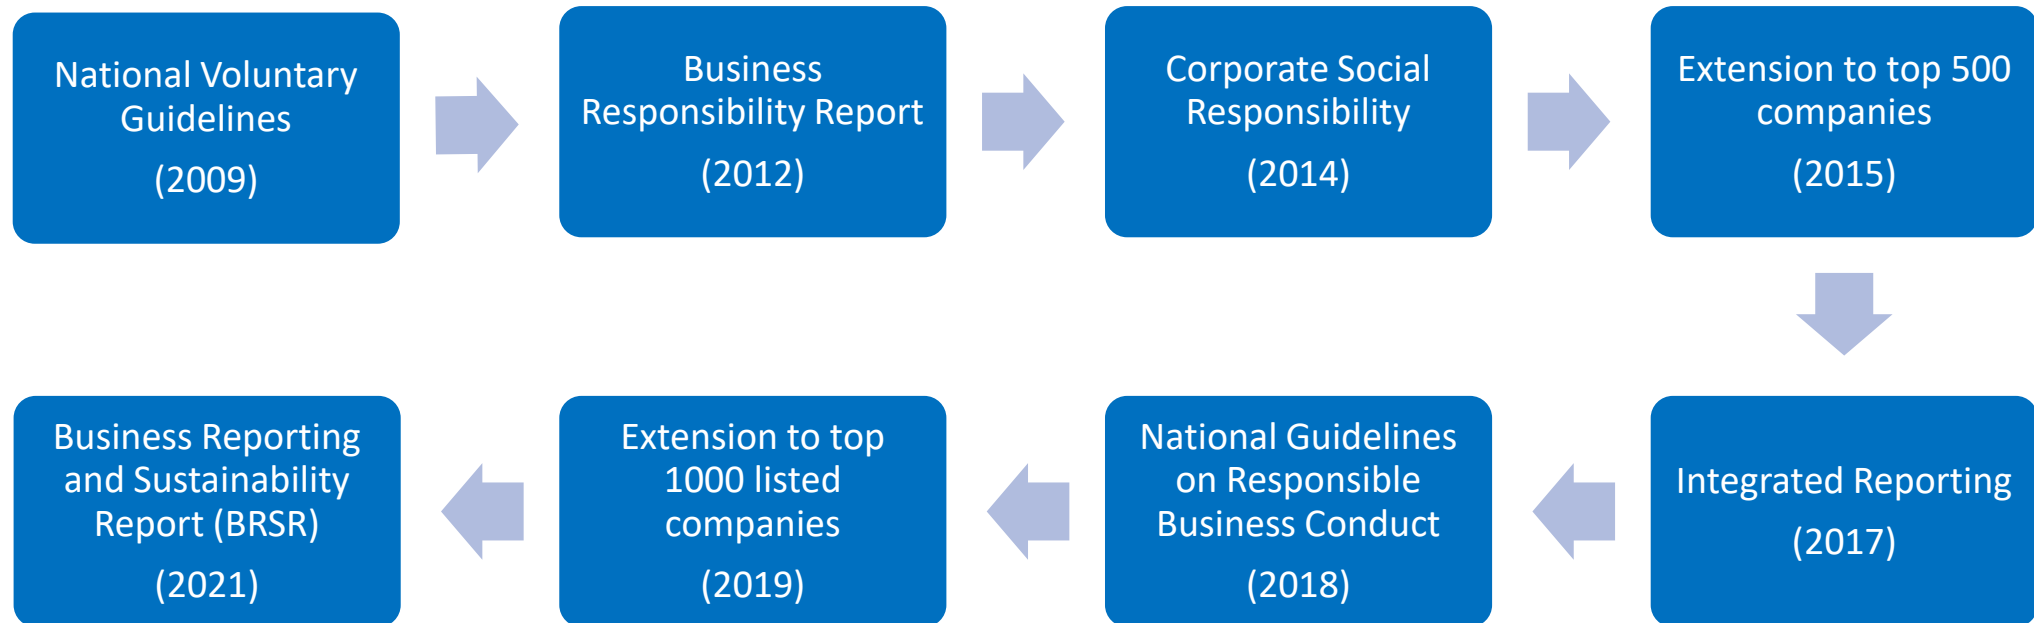 National Voluntary
Guidelines
(2009)
Business
Responsibility Report
(2012)
Corporate Social
Responsibility
(2014)
Extension to top 500
companies
(2015)
Integrated Reporting
(2017)
National Guidelines
on Responsible
Business Conduct
(2018)
Extension to top
1000 listed
companies
(2019)
Business Reporting
and Sustainability
Report (BRSR)
(2021)